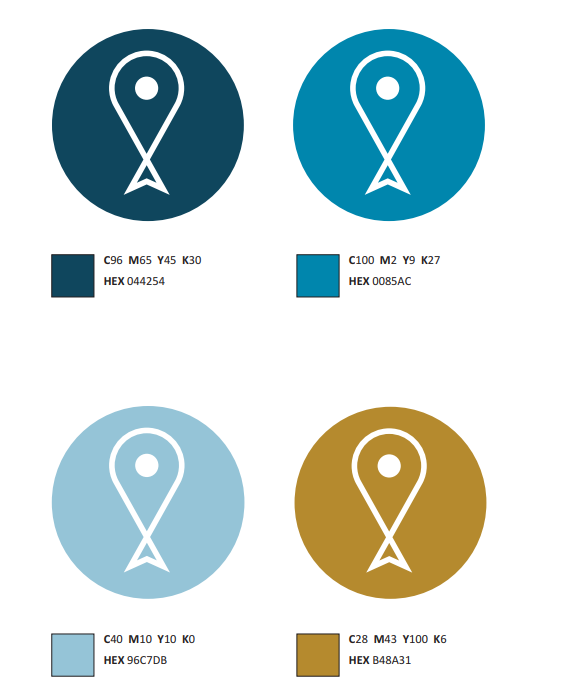 C96 M65 Y45 K30
HEX 044254
C100 M2 Y9 K27
HEX 0085AC
C40 M10 Y10 K0
HEX 96C7DB
C28 M43 Y100 K6
HEX B48A31